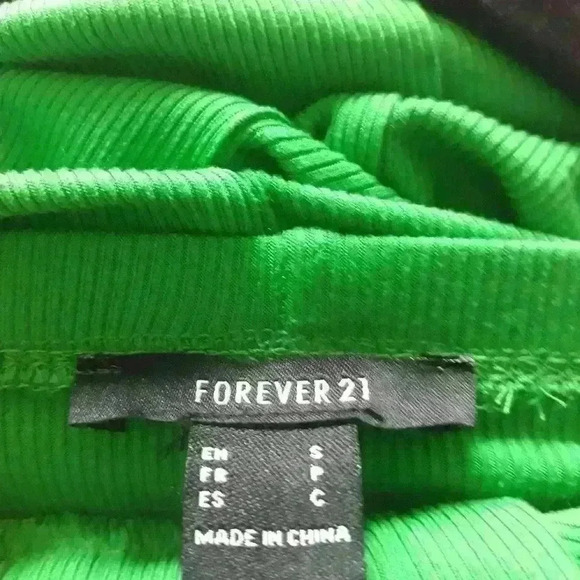 FOREVER 21
EN S
FR P
ES C
MADE IN CHINA